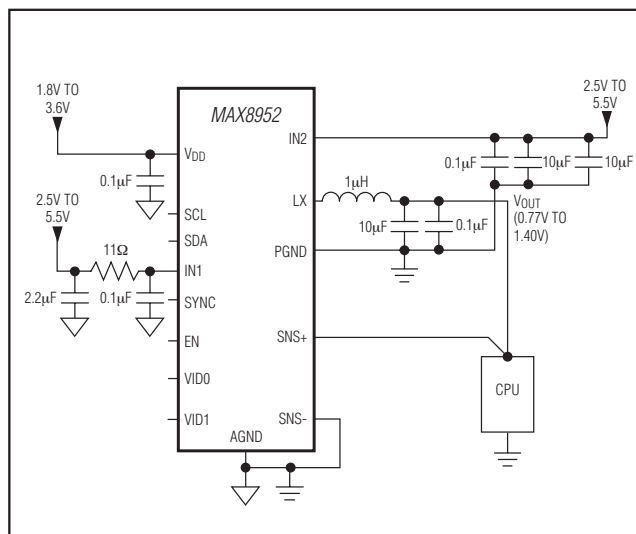 1.8V TO
3.6V
MAX8952
2.5V TO
5.5V
IN2
VDD
0.1μF
0.1μF
10μF
10μF
2.5V TO
5.5V
SCL
LX
1μH
VOUT
(0.77V TO
1.40V)
SDA
10μF
0.1μF
11Ω
IN1
PGND
2.2μF
0.1μF
SYNC
EN
SNS+
VID0
CPU
VID1
SNS-
AGND